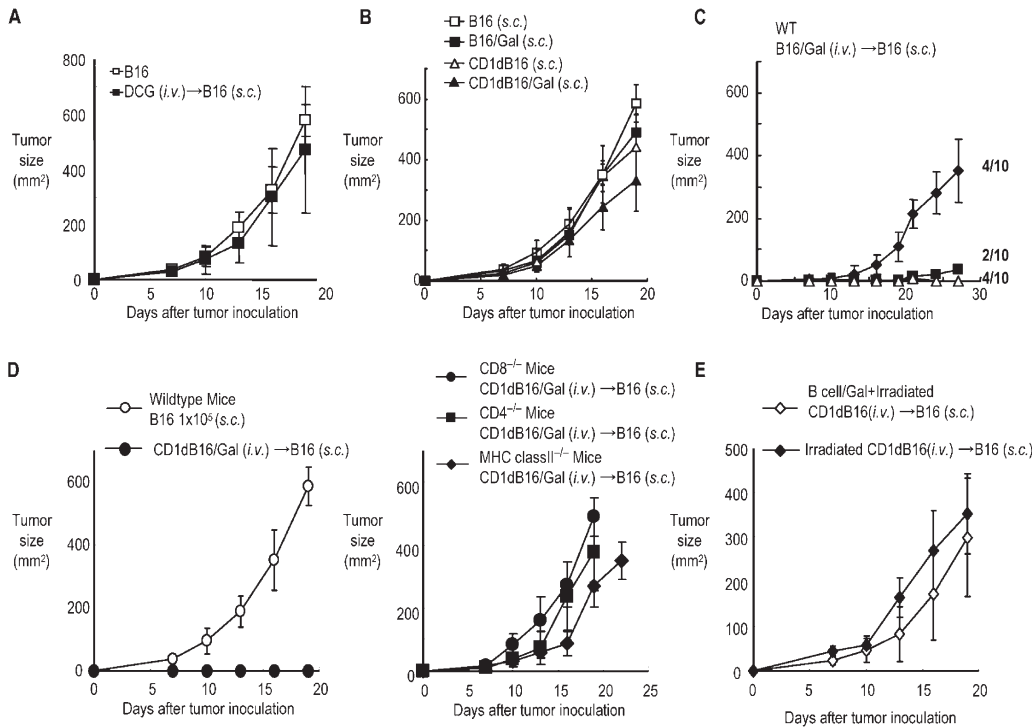 A
B16
DCG (i.v.)→B16 (s.c.)
800
600
400
200
0
Tumor
size
(mm²)
0 5 10 15 20
Days after tumor inoculation
B
B16 (s.c.)
B16/Gal (s.c.)
CD1dB16 (s.c.)
CD1dB16/Gal (s.c.)
600
400
200
0
Tumor
size
(mm²)
0 5 10 15 20
Days after tumor inoculation
C
WT
B16/Gal (i.v.) →B16 (s.c.)
600
400
200
0
Tumor
size
(mm²)
4/10
2/10
4/10
0 10 20 30
Days after tumor inoculation
D
Wildtype Mice
B16 1x10⁵(s.c.)
CD1dB16/Gal (i.v.) →B16 (s.c.)
600
400
200
0
Tumor
size
(mm²)
0 5 10 15 20
Days after tumor inoculation
CD8⁻/⁻ Mice
CD1dB16/Gal (i.v.) →B16 (s.c.)
CD4⁻/⁻ Mice
CD1dB16/Gal (i.v.) →B16 (s.c.)
MHC classII⁻/⁻ Mice
CD1dB16/Gal (i.v.) →B16 (s.c.)
600
400
200
0
Tumor
size
(mm²)
0 5 10 15 20 25
Days after tumor inoculation
E
B cell/Gal+Irradiated
CD1dB16(i.v.) →B16 (s.c.)
Irradiated CD1dB16(i.v.) →B16 (s.c.)
500
400
300
200
100
0
Tumor
size
(mm²)
0 5 10 15 20
Days after tumor inoculation